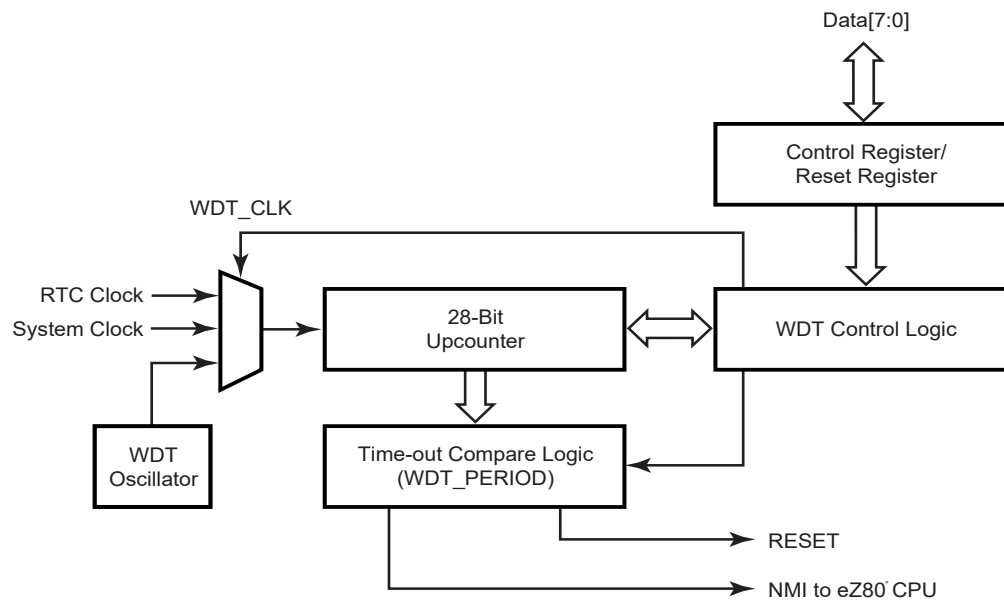 Data[7:0]
Control Register/
Reset Register
WDT_CLK
RTC Clock
System Clock
28-Bit
Upcounter
WDT Control Logic
WDT
Oscillator
Time-out Compare Logic
(WDT_PERIOD)
RESET
NMI to eZ80 CPU